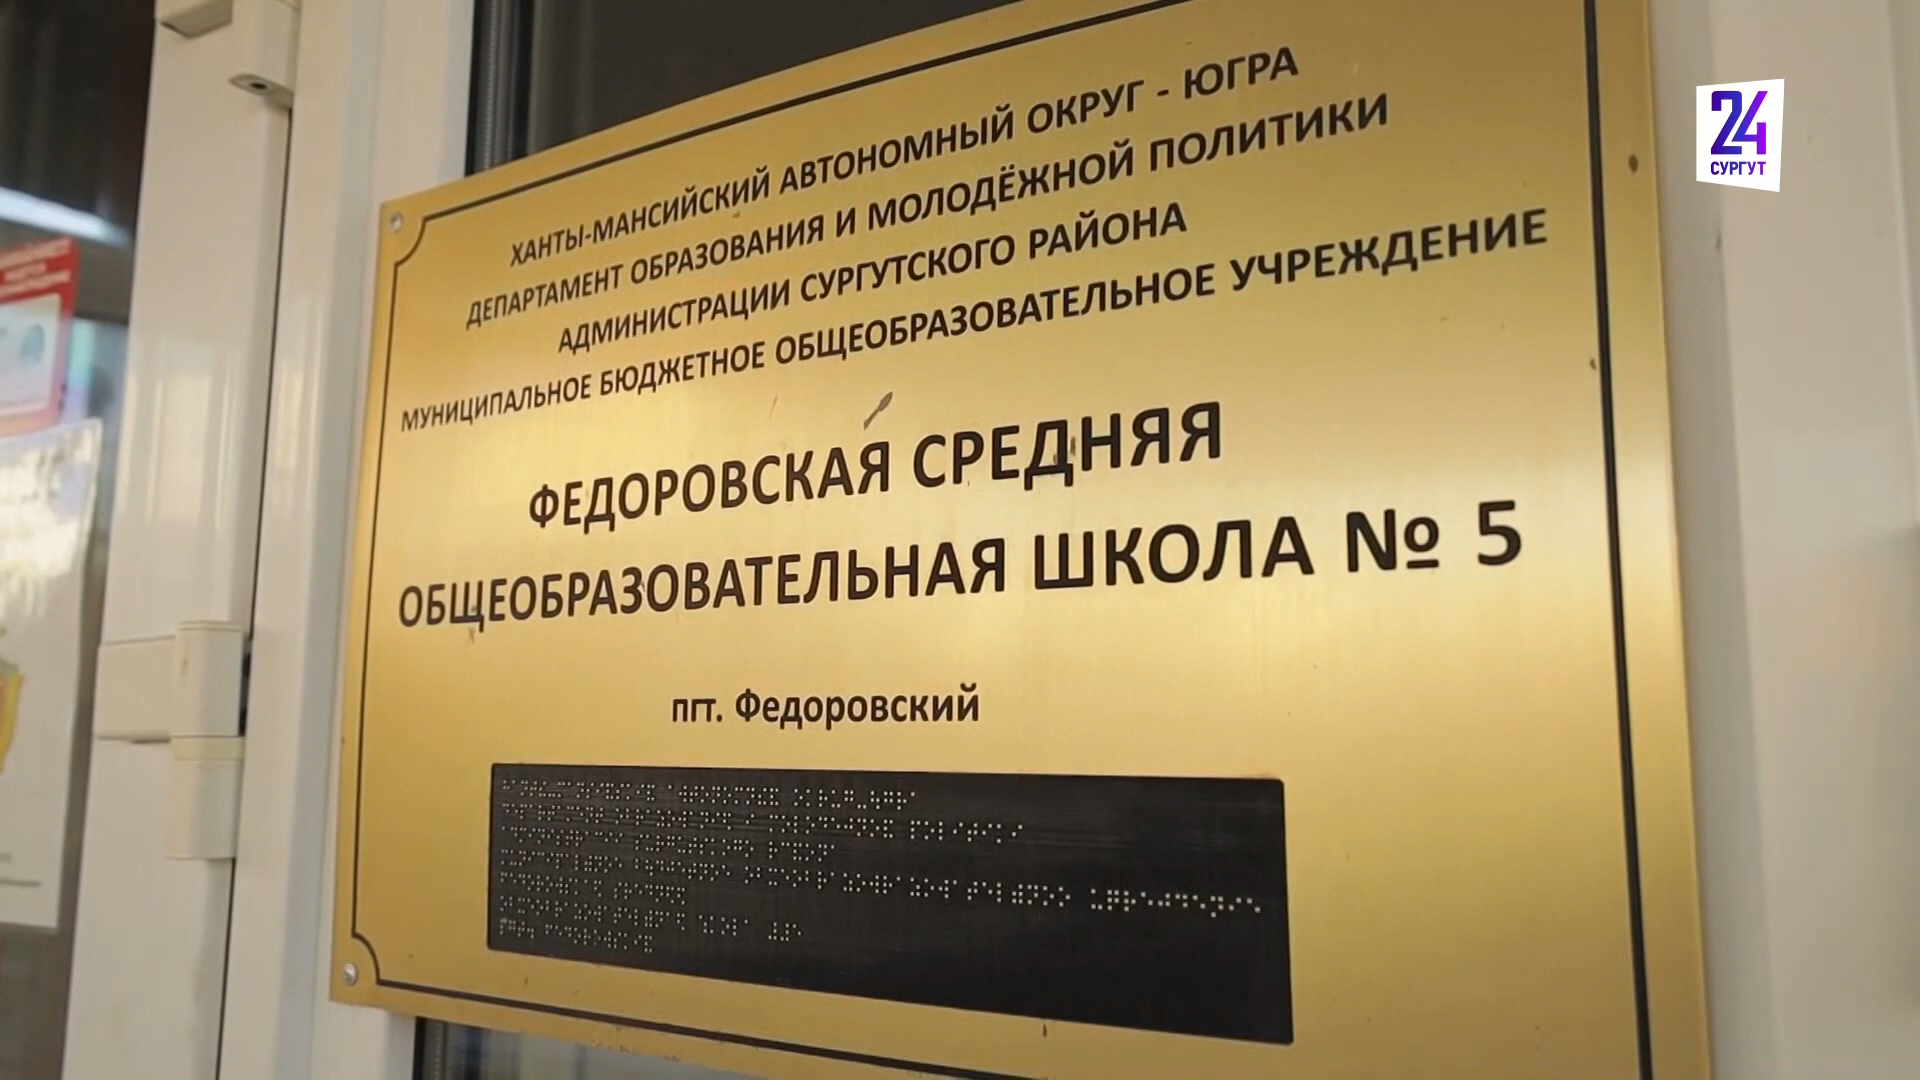 ХАНТЫ-МАНСИЙСКИЙ АВТОНОМНЫЙ ОКРУГ - ЮГРА
ДЕПАРТАМЕНТ ОБРАЗОВАНИЯ И МОЛОДЁЖНОЙ ПОЛИТИКИ
АДМИНИСТРАЦИИ СУРГУТСКОГО РАЙОНА
МУНИЦИПАЛЬНОЕ БЮДЖЕТНОЕ ОБЩЕОБРАЗОВАТЕЛЬНОЕ УЧРЕЖДЕНИЕ
ФЕДОРОВСКАЯ СРЕДНЯЯ
ОБЩЕОБРАЗОВАТЕЛЬНАЯ ШКОЛА № 5
пгт. Федоровский
24
СУРГУТ